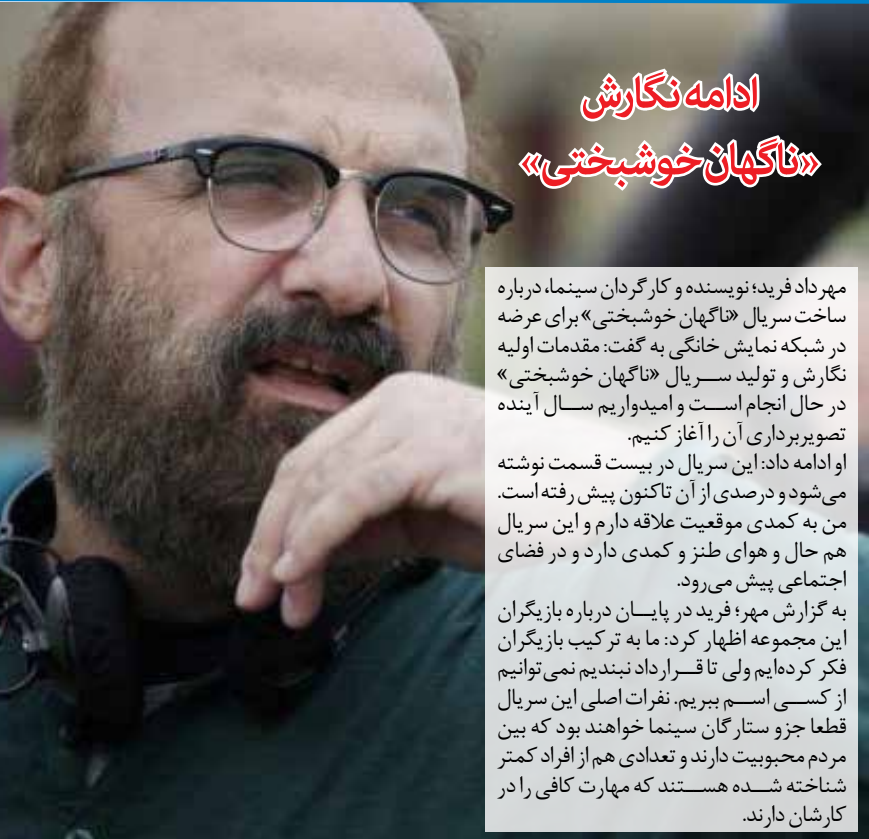 ادامه نگارش
«ناگهان خوشبختی»
مهرداد فرید؛ نویسنده و کارگردان سینما، درباره
ساخت سریال «ناگهان خوشبختی» برای عرضه
در شبکه نمایش خانگی به گفت: مقدمات اولیه
نگارش و تولید سریال «ناگهان خوشبختی»
در حال انجام است و امیدواریم سال آینده
تصویربرداری آن را آغاز کنیم.
او ادامه داد: این سریال در بیست قسمت نوشته
می‌شود و درصدی از آن تاکنون پیش رفته است.
من به کمدی موقعیت علاقه دارم و این سریال
هم حال و هوای طنز و کمدی دارد و در فضای
اجتماعی پیش می‌رود.
به گزارش مهر؛ فرید در پایان درباره بازیگران
این مجموعه اظهار کرد: ما به ترکیب بازیگران
فکر کرده‌ایم ولی تا قرارداد نبندیم نمی‌توانیم
از کسی اسم ببریم. نفرات اصلی این سریال
قطعا جزو ستارگان سینما خواهند بود که بین
مردم محبوبیت دارند و تعدادی هم از افراد کمتر
شناخته شده هستند که مهارت کافی را در
کارشان دارند.